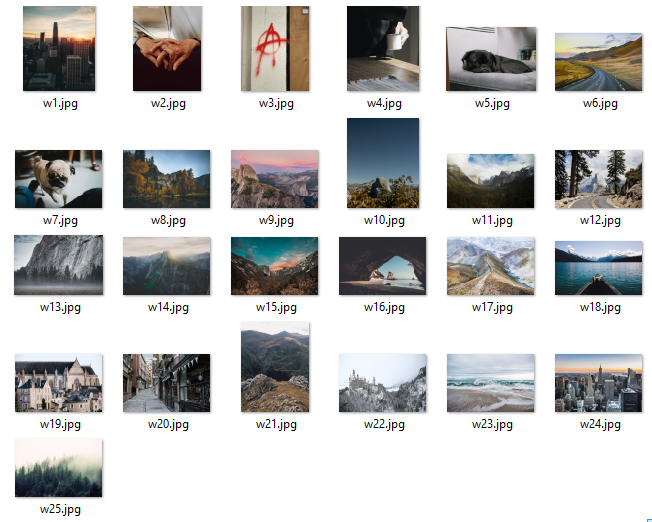 w1.jpg w2.jpg w3.jpg w4.jpg w5.jpg w6.jpg
w7.jpg w8.jpg w9.jpg w10.jpg w11.jpg w12.jpg
w13.jpg w14.jpg w15.jpg w16.jpg w17.jpg w18.jpg
w19.jpg w20.jpg w21.jpg w22.jpg w23.jpg w24.jpg
w25.jpg